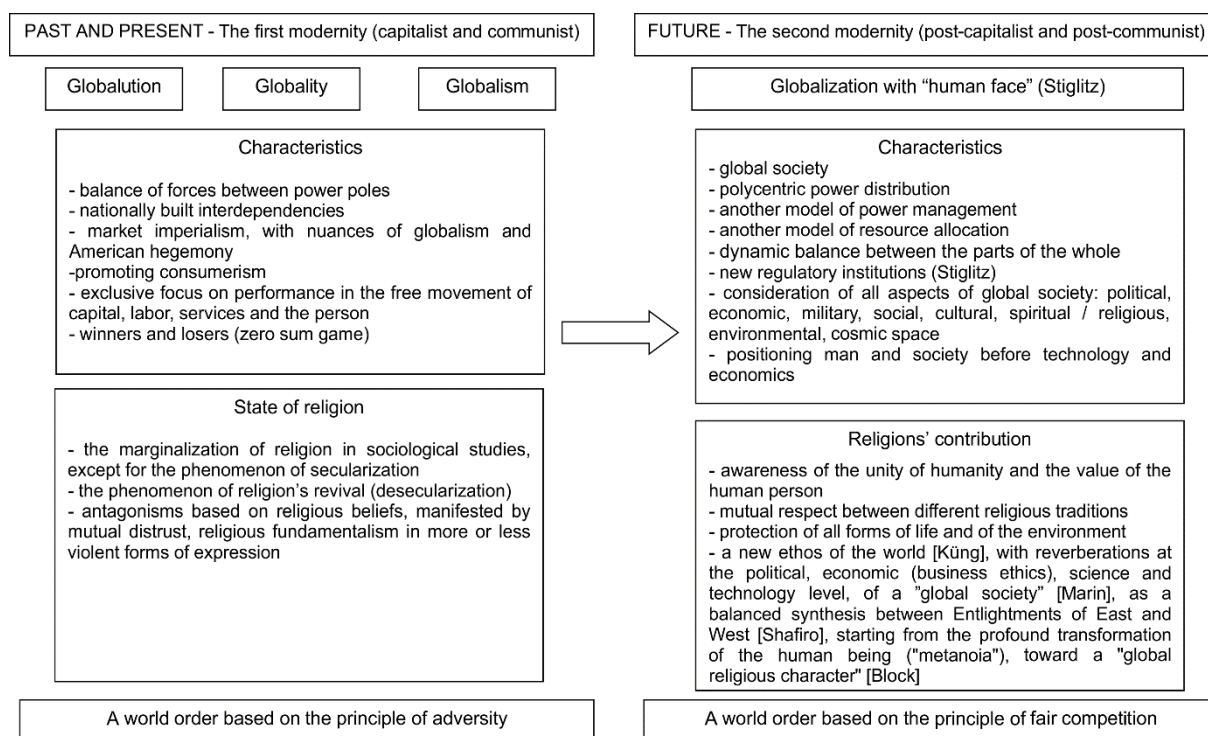 PAST AND PRESENT - The first modernity (capitalist and communist)
Globalution
Globality
Globalism
Characteristics
- balance of forces between power poles
- nationally built interdependencies
- market imperialism, with nuances of globalism and
American hegemony
-promoting consumerism
- exclusive focus on performance in the free movement of
capital, labor, services and the person
- winners and losers (zero sum game)
State of religion
- the marginalization of religion in sociological studies,
except for the phenomenon of secularization
- the phenomenon of religion's revival (desecularization)
- antagonisms based on religious beliefs, manifested by
mutual distrust, religious fundamentalism in more or less
violent forms of expression
A world order based on the principle of adversity
FUTURE - The second modernity (post-capitalist and post-communist)
Globalization with “human face” (Stiglitz)
Characteristics
- global society
- polycentric power distribution
- another model of power management
- another model of resource allocation
- dynamic balance between the parts of the whole
- new regulatory institutions (Stiglitz)
- consideration of all aspects of global society: political,
economic, military, social, cultural, spiritual / religious,
environmental, cosmic space
- positioning man and society before technology and
economics
Religions' contribution
- awareness of the unity of humanity and the value of the
human person
- mutual respect between different religious traditions
- protection of all forms of life and of the environment
- a new ethos of the world [Küng], with reverberations at
the political, economic (business ethics), science and
technology level, of a ”global society” [Marin], as a
balanced synthesis between Entlightments of East and
West [Shafiro], starting from the profound transformation
of the human being ("metanoia"), toward a "global
religious character" [Block]
A world order based on the principle of fair competition